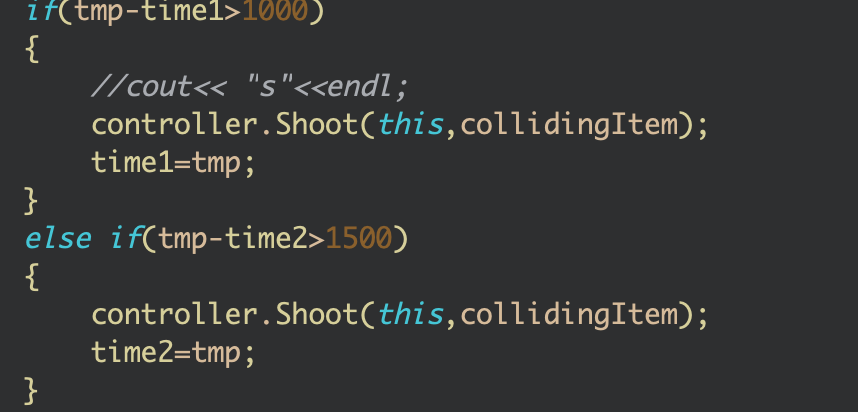 if(tmp-time1>1000)
{
    //cout<< "s"<<endl;
    controller.Shoot(this,collidingItem);
    time1=tmp;
}
else if(tmp-time2>1500)
{
    controller.Shoot(this,collidingItem);
    time2=tmp;
}